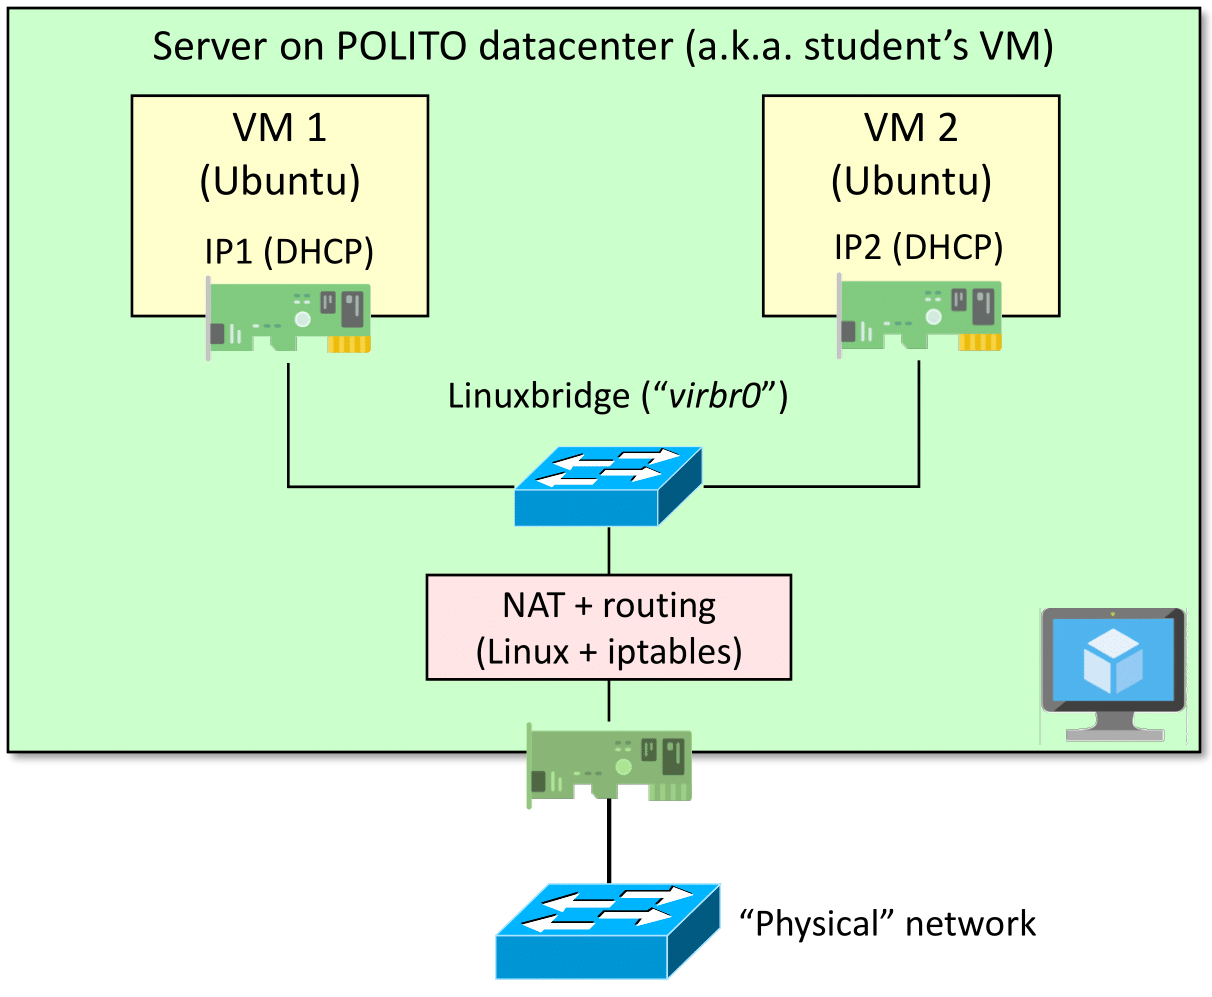 Server on POLITO datacenter (a.k.a. student’s VM)
VM 1
(Ubuntu)
IP1 (DHCP)
VM 2
(Ubuntu)
IP2 (DHCP)
Linuxbridge (“virbr0”)
NAT + routing
(Linux + iptables)
“Physical” network